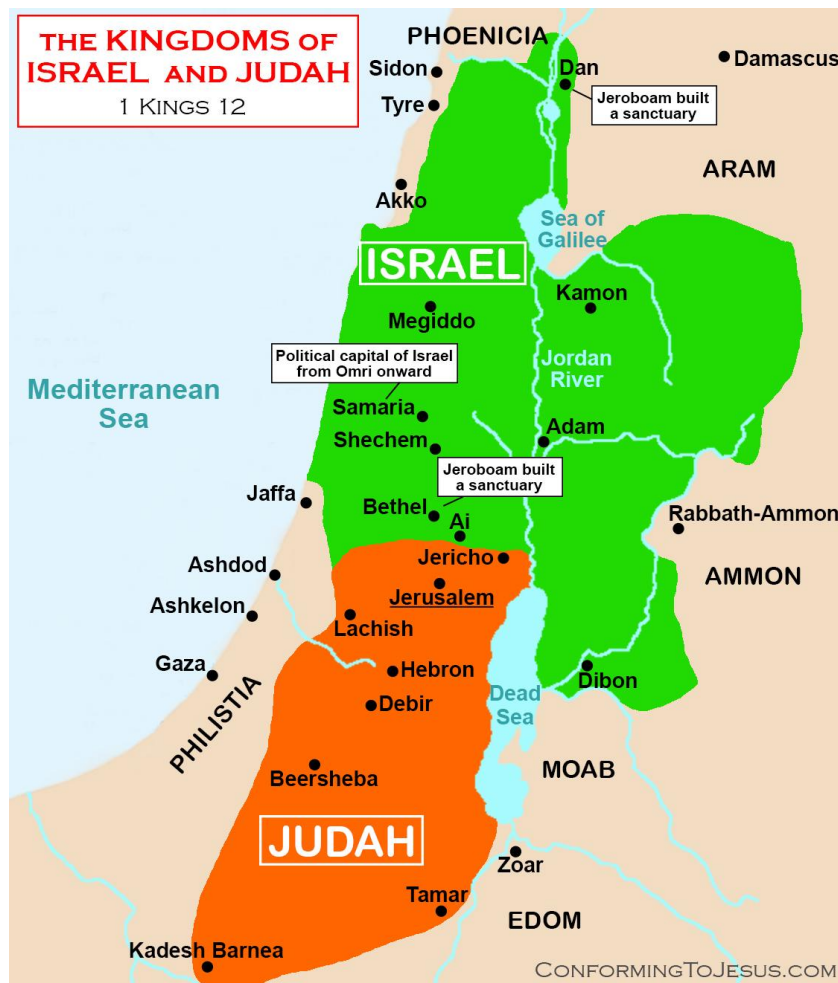 THE KINGDOMS OF
ISRAEL AND JUDAH
1 KINGS 12
PHOENICIA
Sidon
Dan
Damascus
Tyre
Jeroboam built
a sanctuary
ARAM
Akko
Sea of
Galilee
ISRAEL
Kamon
Megiddo
Political capital of Israel
from Omri onward
Jordan
River
Mediterranean
Sea
Samaria
Shechem
Adam
Jeroboam built
a sanctuary
Jaffa
Bethel
Ai
Rabbath-Ammon
Jericho
Ashdod
AMMON
Jerusalem
Ashkelon
Lachish
Gaza
Hebron
Dibon
Debir
Dead
Sea
PHILISTIA
Beersheba
MOAB
JUDAH
Zoar
Tamar
EDOM
Kadesh Barnea
CONFORMINGTOJESUS.COM